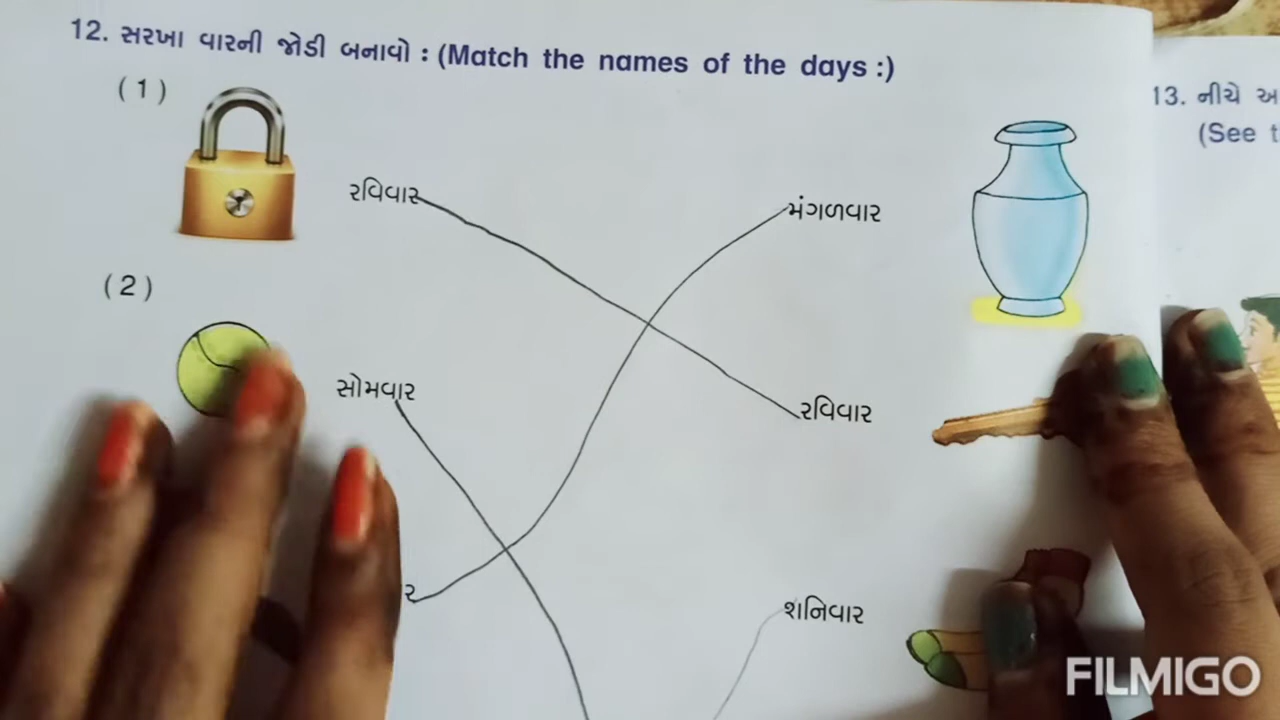 12. સરખા વારની જોડી બનાવો : (Match the names of the days :)
(1)
રવિવાર
મંગળવાર
(2)
સોમવાર
રવિવાર
ર
શનિવાર
13. નીચે અ
(See t
FILMIGO